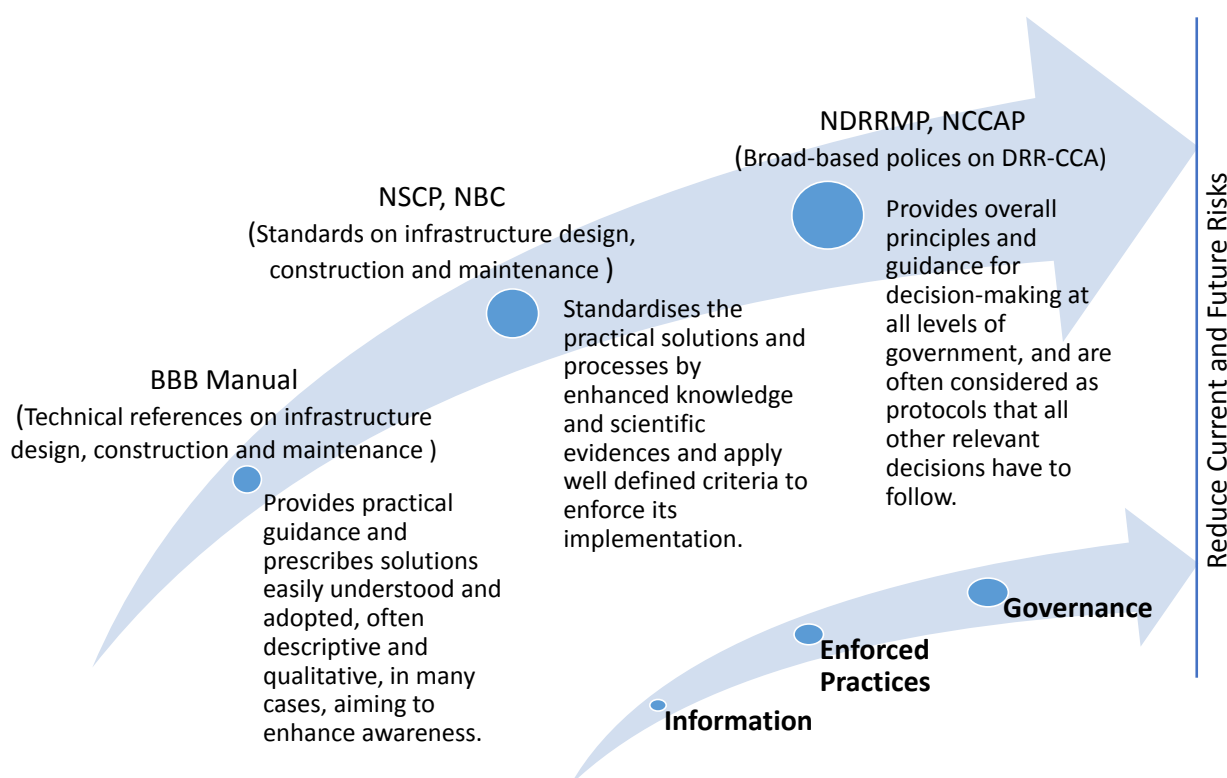 NDRRMP, NCCAP
(Broad-based polices on DRR-CCA)
Provides overall
principles and
guidance for
decision-making at
all levels of
government, and are
often considered as
protocols that all
other relevant
decisions have to
follow.
NSCP, NBC
(Standards on infrastructure design,
construction and maintenance )
Standardises the
practical solutions and
processes by
enhanced knowledge
and scientific
evidences and apply
well defined criteria to
enforce its
implementation.
BBB Manual
(Technical references on infrastructure
design, construction and maintenance )
Provides practical
guidance and
prescribes solutions
easily understood and
adopted, often
descriptive and
qualitative, in many
cases, aiming to
enhance awareness.
Governance
Enforced
Practices
Information
Reduce Current and Future Risks